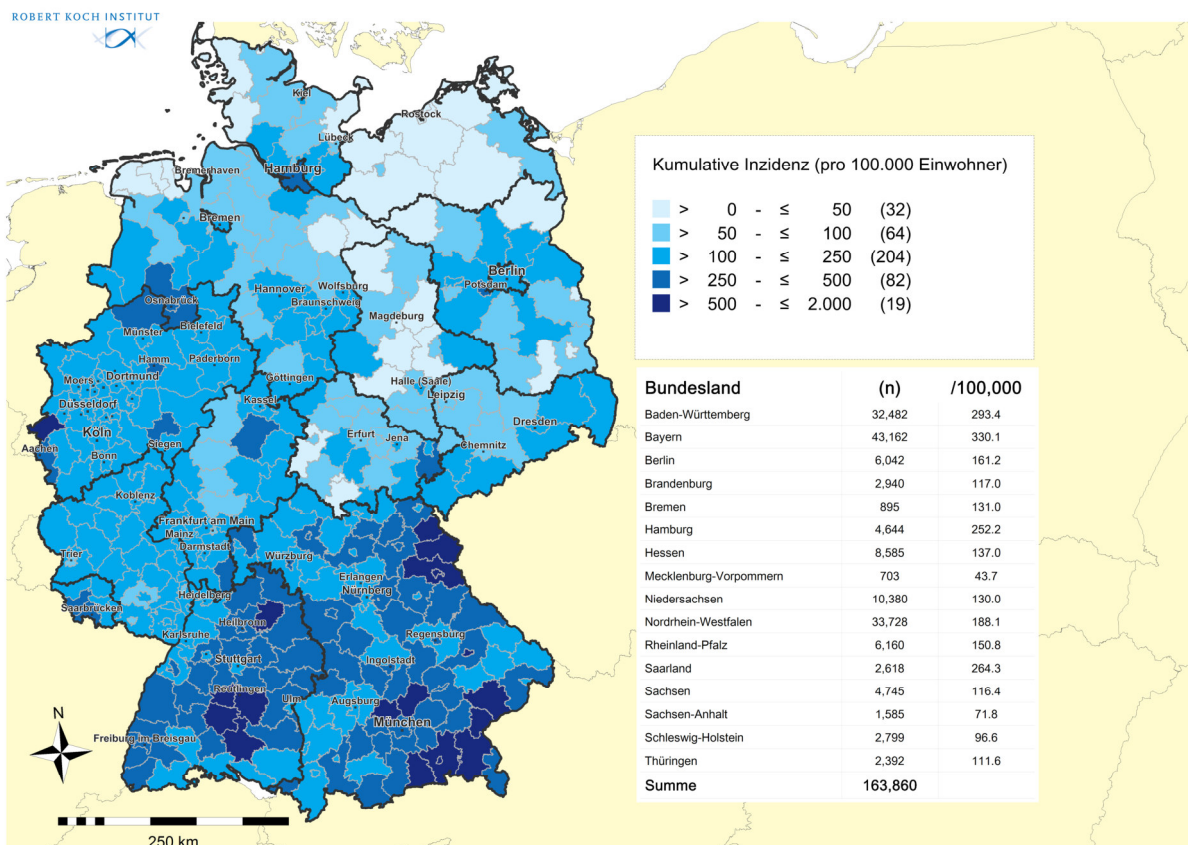 ROBERT KOCH INSTITUT
Kiel
Rostock
Lübeck
Hamburg
Bremerhaven
Bremen
Berlin
Potsdam
Hannover
Wolfsburg
Braunschweig
Magdeburg
Osnabrück
Bielefeld
Münster
Hamm
Paderborn
Moers
Dortmund
Göttingen
Halle (Saale)
Leipzig
Kassel
Düsseldorf
Köln
Dresden
Erfurt
Jena
Chemnitz
Aachen
Siegen
Bonn
Koblenz
Frankfurt am Main
Mainz
Darmstadt
Trier
Würzburg
Erlangen
Nürnberg
Heidelberg
Saarbrücken
Heilbronn
Karlsruhe
Regensburg
Stuttgart
Ingolstadt
Reutlingen
Ulm
Augsburg
München
Freiburg im Breisgau
N
250 km
Kumulative Inzidenz (pro 100.000 Einwohner)
> 0 - ≤ 50 (32)
> 50 - ≤ 100 (64)
> 100 - ≤ 250 (204)
> 250 - ≤ 500 (82)
> 500 - ≤ 2.000 (19)
Bundesland (n) /100,000
Baden-Württemberg 32,482 293.4
Bayern 43,162 330.1
Berlin 6,042 161.2
Brandenburg 2,940 117.0
Bremen 895 131.0
Hamburg 4,644 252.2
Hessen 8,585 137.0
Mecklenburg-Vorpommern 703 43.7
Niedersachsen 10,380 130.0
Nordrhein-Westfalen 33,728 188.1
Rheinland-Pfalz 6,160 150.8
Saarland 2,618 264.3
Sachsen 4,745 116.4
Sachsen-Anhalt 1,585 71.8
Schleswig-Holstein 2,799 96.6
Thüringen 2,392 111.6
Summe 163,860